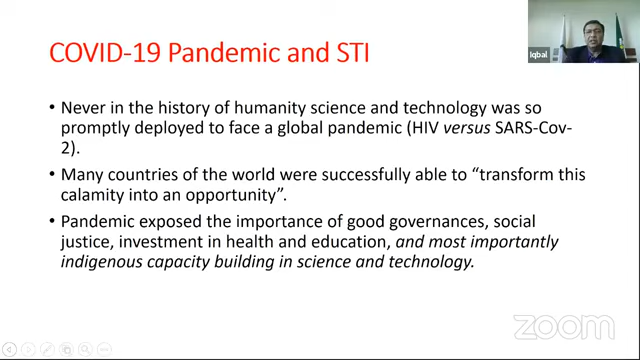 COVID-19 Pandemic and STI
Iqbal
• Never in the history of humanity science and technology was so
promptly deployed to face a global pandemic (HIV versus SARS-Cov-
2).
• Many countries of the world were successfully able to “transform this
calamity into an opportunity”.
• Pandemic exposed the importance of good governances, social
justice, investment in health and education, and most importantly
indigenous capacity building in science and technology.
zoom